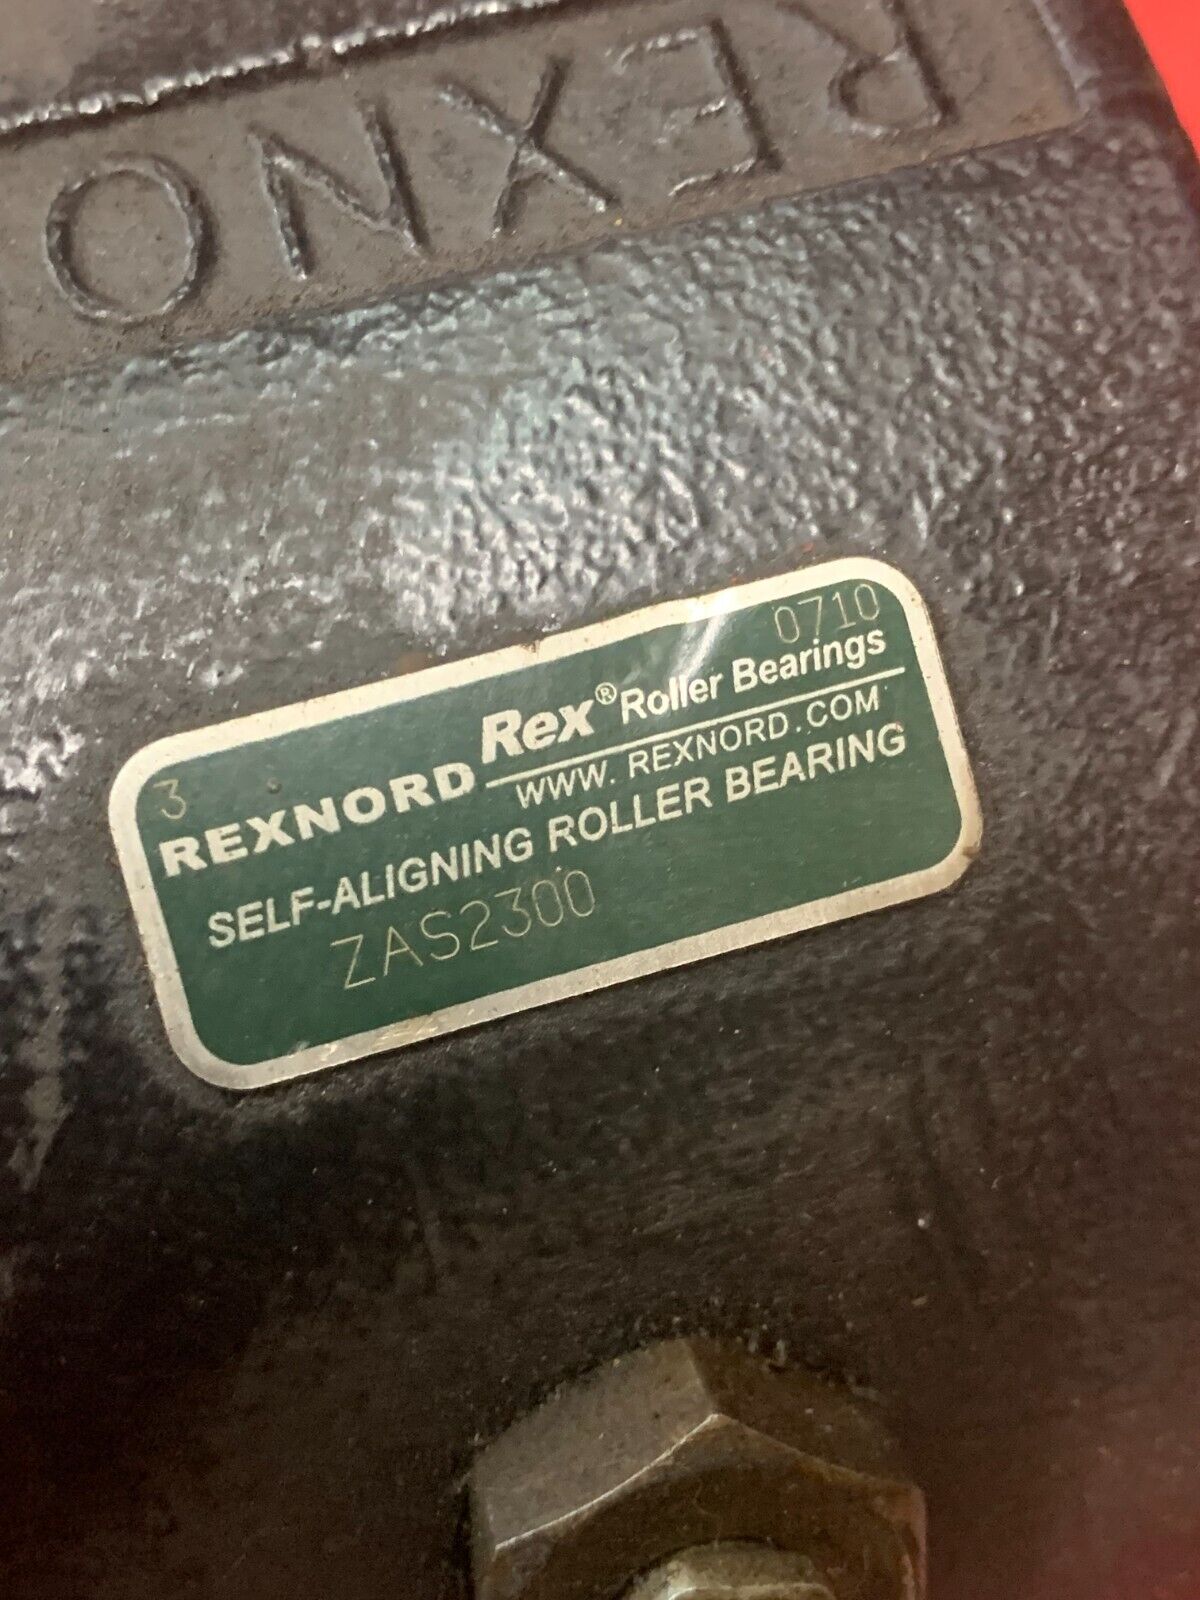 REXNO
3 0710
REXNORD Rex® Roller Bearings
WWW. REXNORD.COM
SELF-ALIGNING ROLLER BEARING
ZAS2300